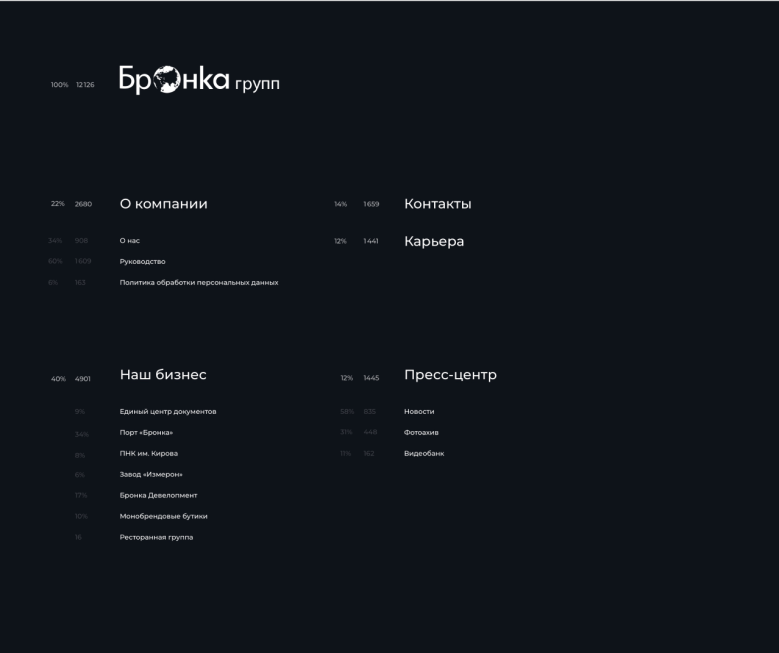 100% 12126 Бронка групп
22% 2680 О компании
34% 908 О нас
60% 1609 Руководство
6% 163 Политика обработки персональных данных
14% 1659 Контакты
12% 1441 Карьера
40% 4901 Наш бизнес
9% Единый центр документов
34% Порт «Бронка»
8% ПНК им. Кирова
6% Завод «Измерон»
17% Бронка Девелопмент
10% Монобрендовые бутики
16 Ресторанная группа
12% 1445 Пресс-центр
58% 835 Новости
31% 448 Фотоахив
11% 162 Видеобанк